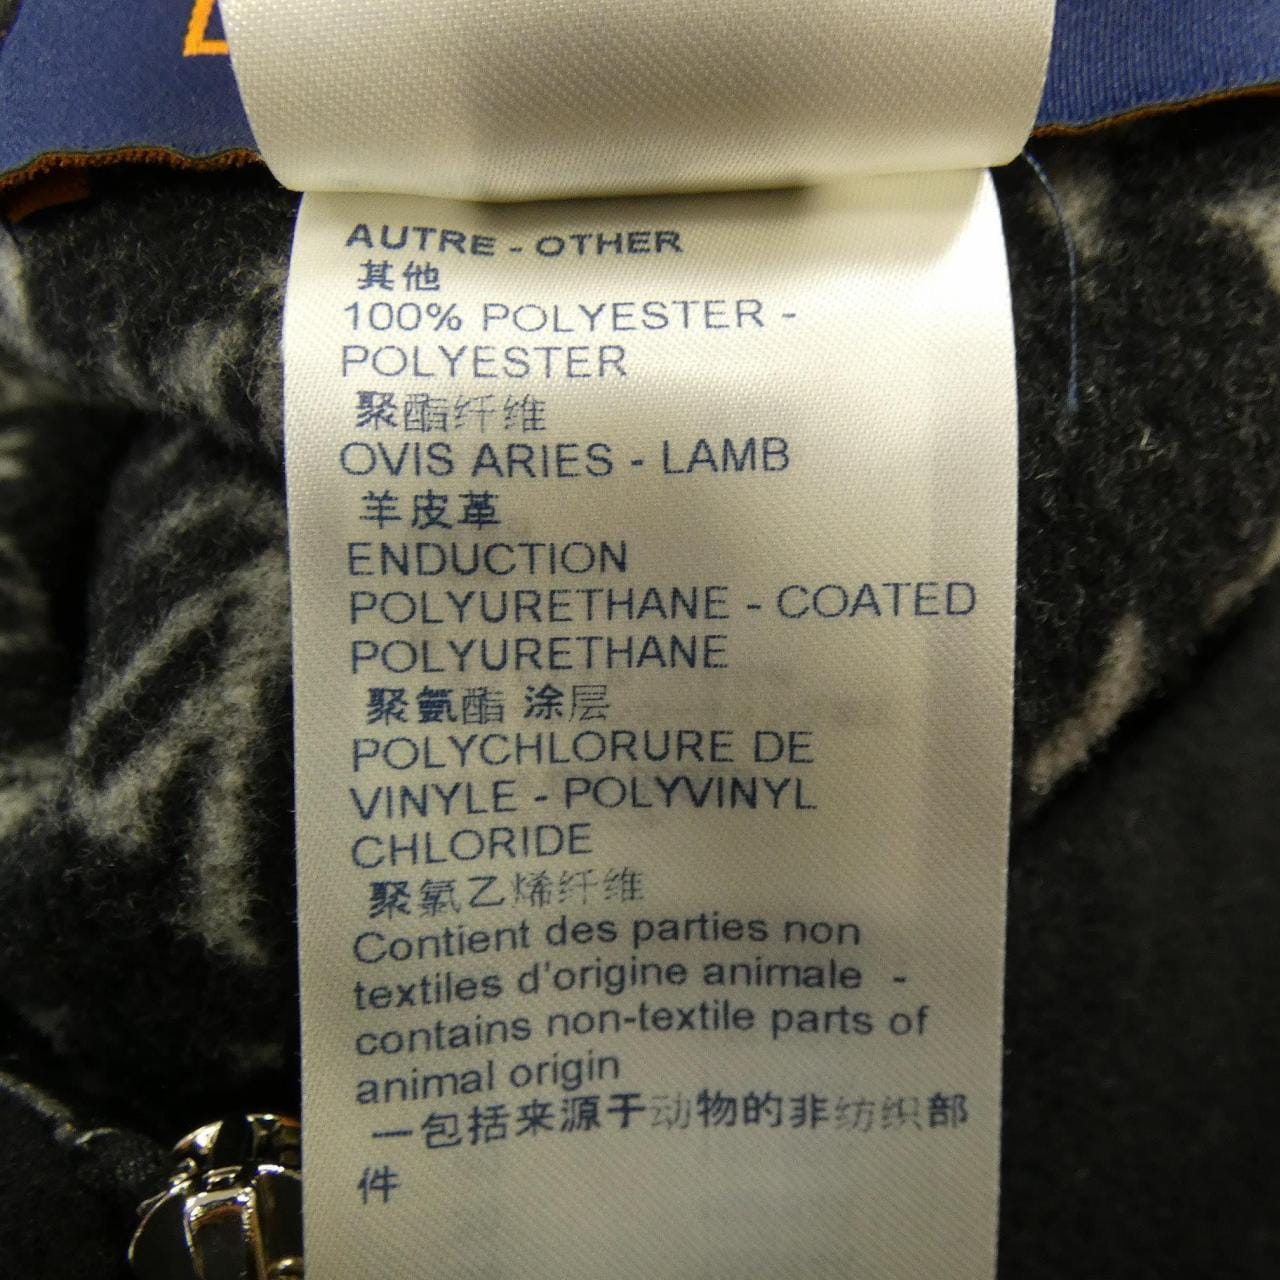 AUTRE - OTHER
其他
100% POLYESTER -
POLYESTER
聚酯纤维
OVIS ARIES - LAMB
羊皮革
ENDUCTION
POLYURETHANE - COATED
POLYURETHANE
聚氨酯 涂层
POLYCHLORURE DE
VINYLE - POLYVINYL
CHLORIDE
聚氯乙烯纤维
Contient des parties non
textiles d'origine animale -
contains non-textile parts of
animal origin
一包括来源于动物的非纺织部
件